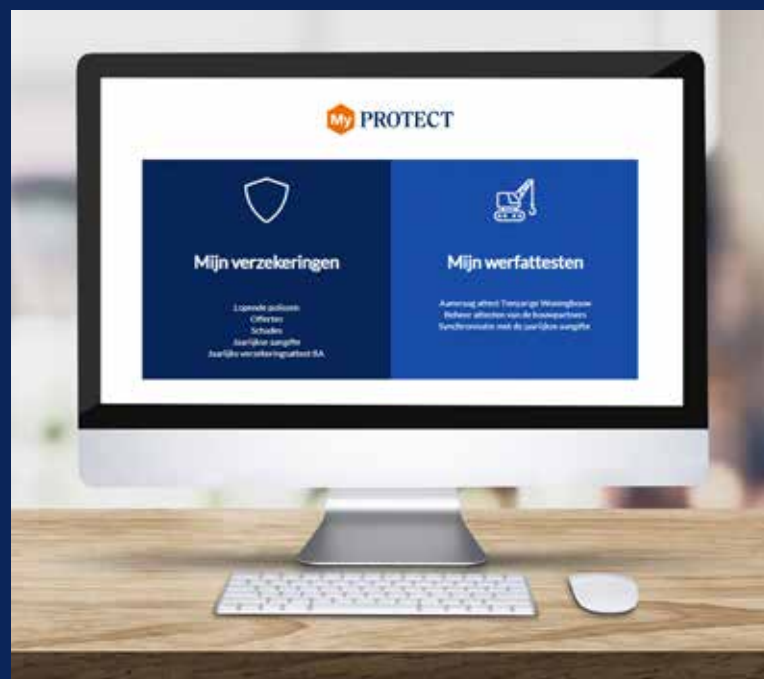 My PROTECT
Mijn verzekeringen
Lopende polissen
Offertes
Schades
Jaarlijkse aangifte
Jaarlijks verzekeringsattest BA
Mijn werfattesten
Aanvraag attest Tienjarige Woningbouw
Beheer attesten van de bouwpartners
Synchronisatie met de jaarlijkse aangifte